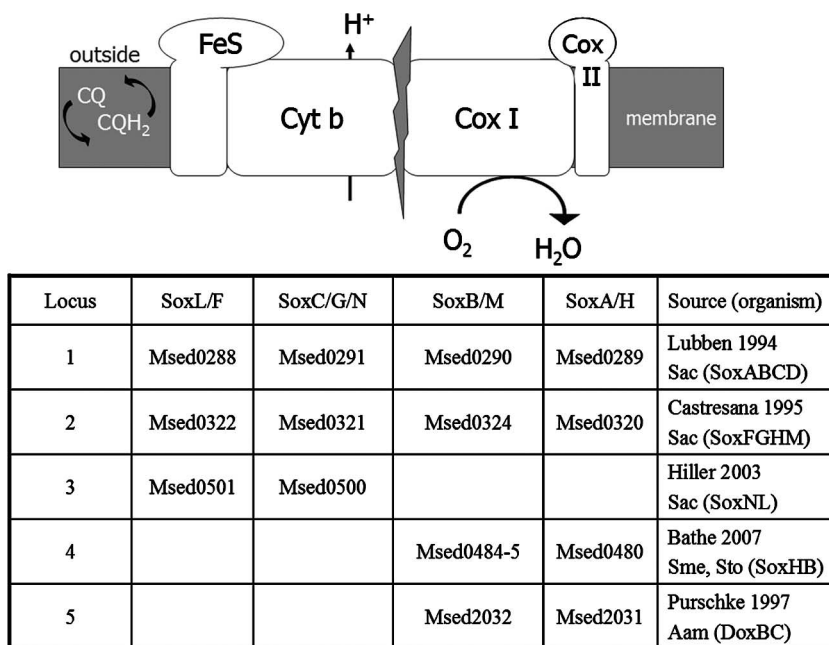 H+
FeS
Cox
outside
II
CQ
CQH2
Cyt b
Cox I
membrane
O2
H2O
Locus SoxL/F SoxC/G/N SoxB/M SoxA/H Source (organism)
1 Msed0288 Msed0291 Msed0290 Msed0289 Lubben 1994
Sac (SoxABCD)
2 Msed0322 Msed0321 Msed0324 Msed0320 Castresana 1995
Sac (SoxFGHM)
3 Msed0501 Msed0500 Hiller 2003
Sac (SoxNL)
4 Msed0484-5 Msed0480 Bathe 2007
Sme, Sto (SoxHB)
5 Msed2032 Msed2031 Purschke 1997
Aam (DoxBC)